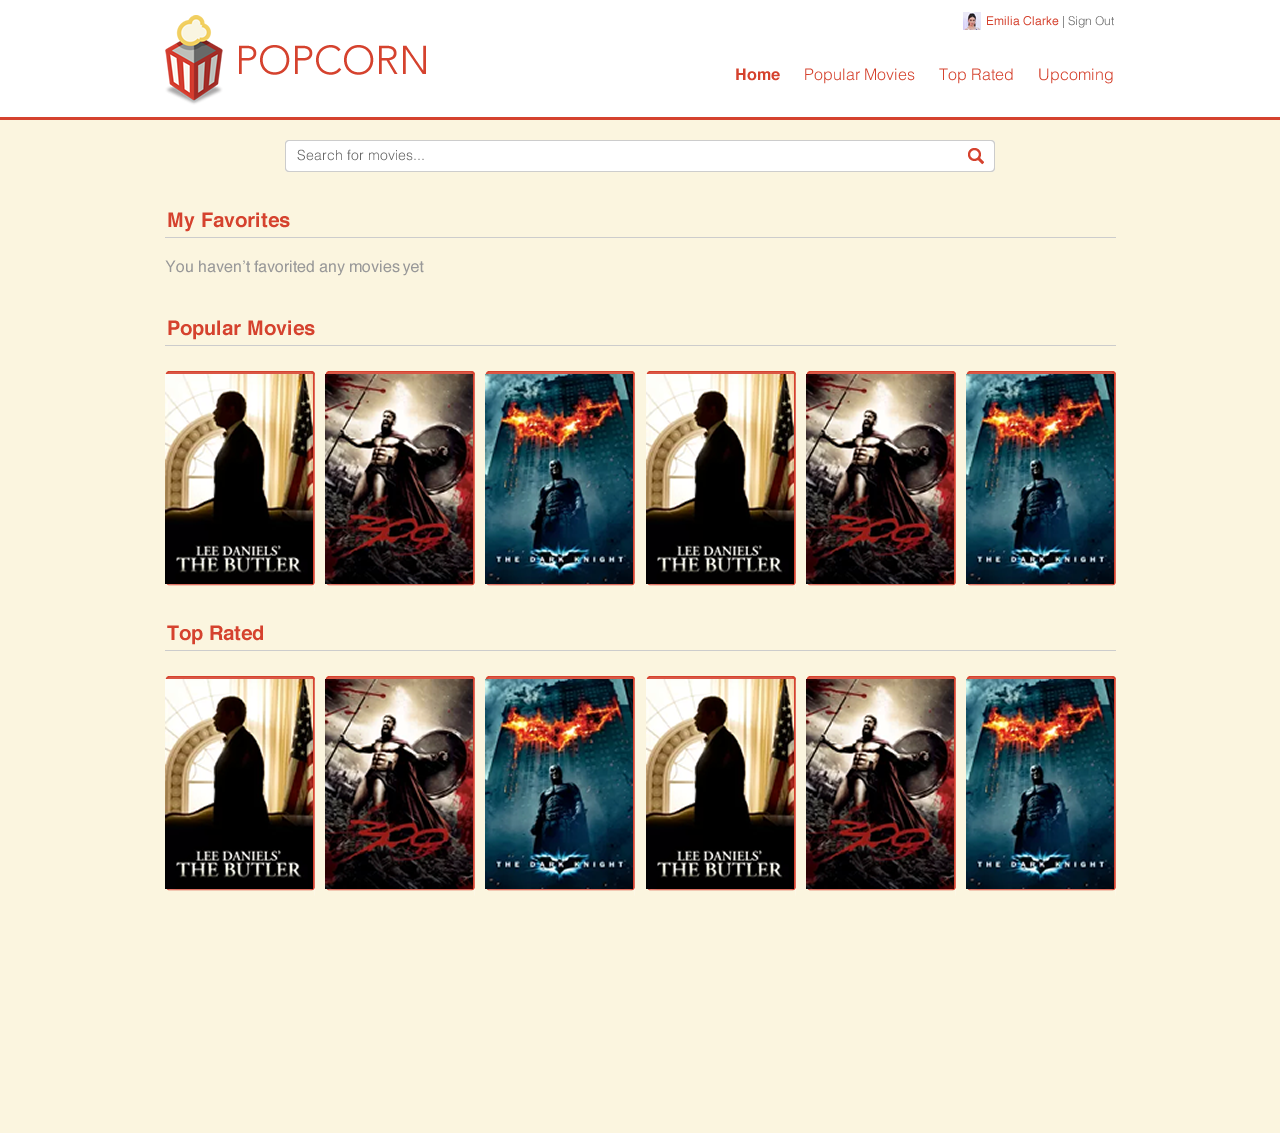 Emilia Clarke | Sign Out
POPCORN
Home Popular Movies Top Rated Upcoming
Search for movies...
My Favorites
You haven't favorited any movies yet
Popular Movies
LEE DANIELS'
THE BUTLER
300
THE DARK KNIGHT
LEE DANIELS'
THE BUTLER
300
THE DARK KNIGHT
Top Rated
LEE DANIELS'
THE BUTLER
300
THE DARK KNIGHT
LEE DANIELS'
THE BUTLER
300
THE DARK KNIGHT